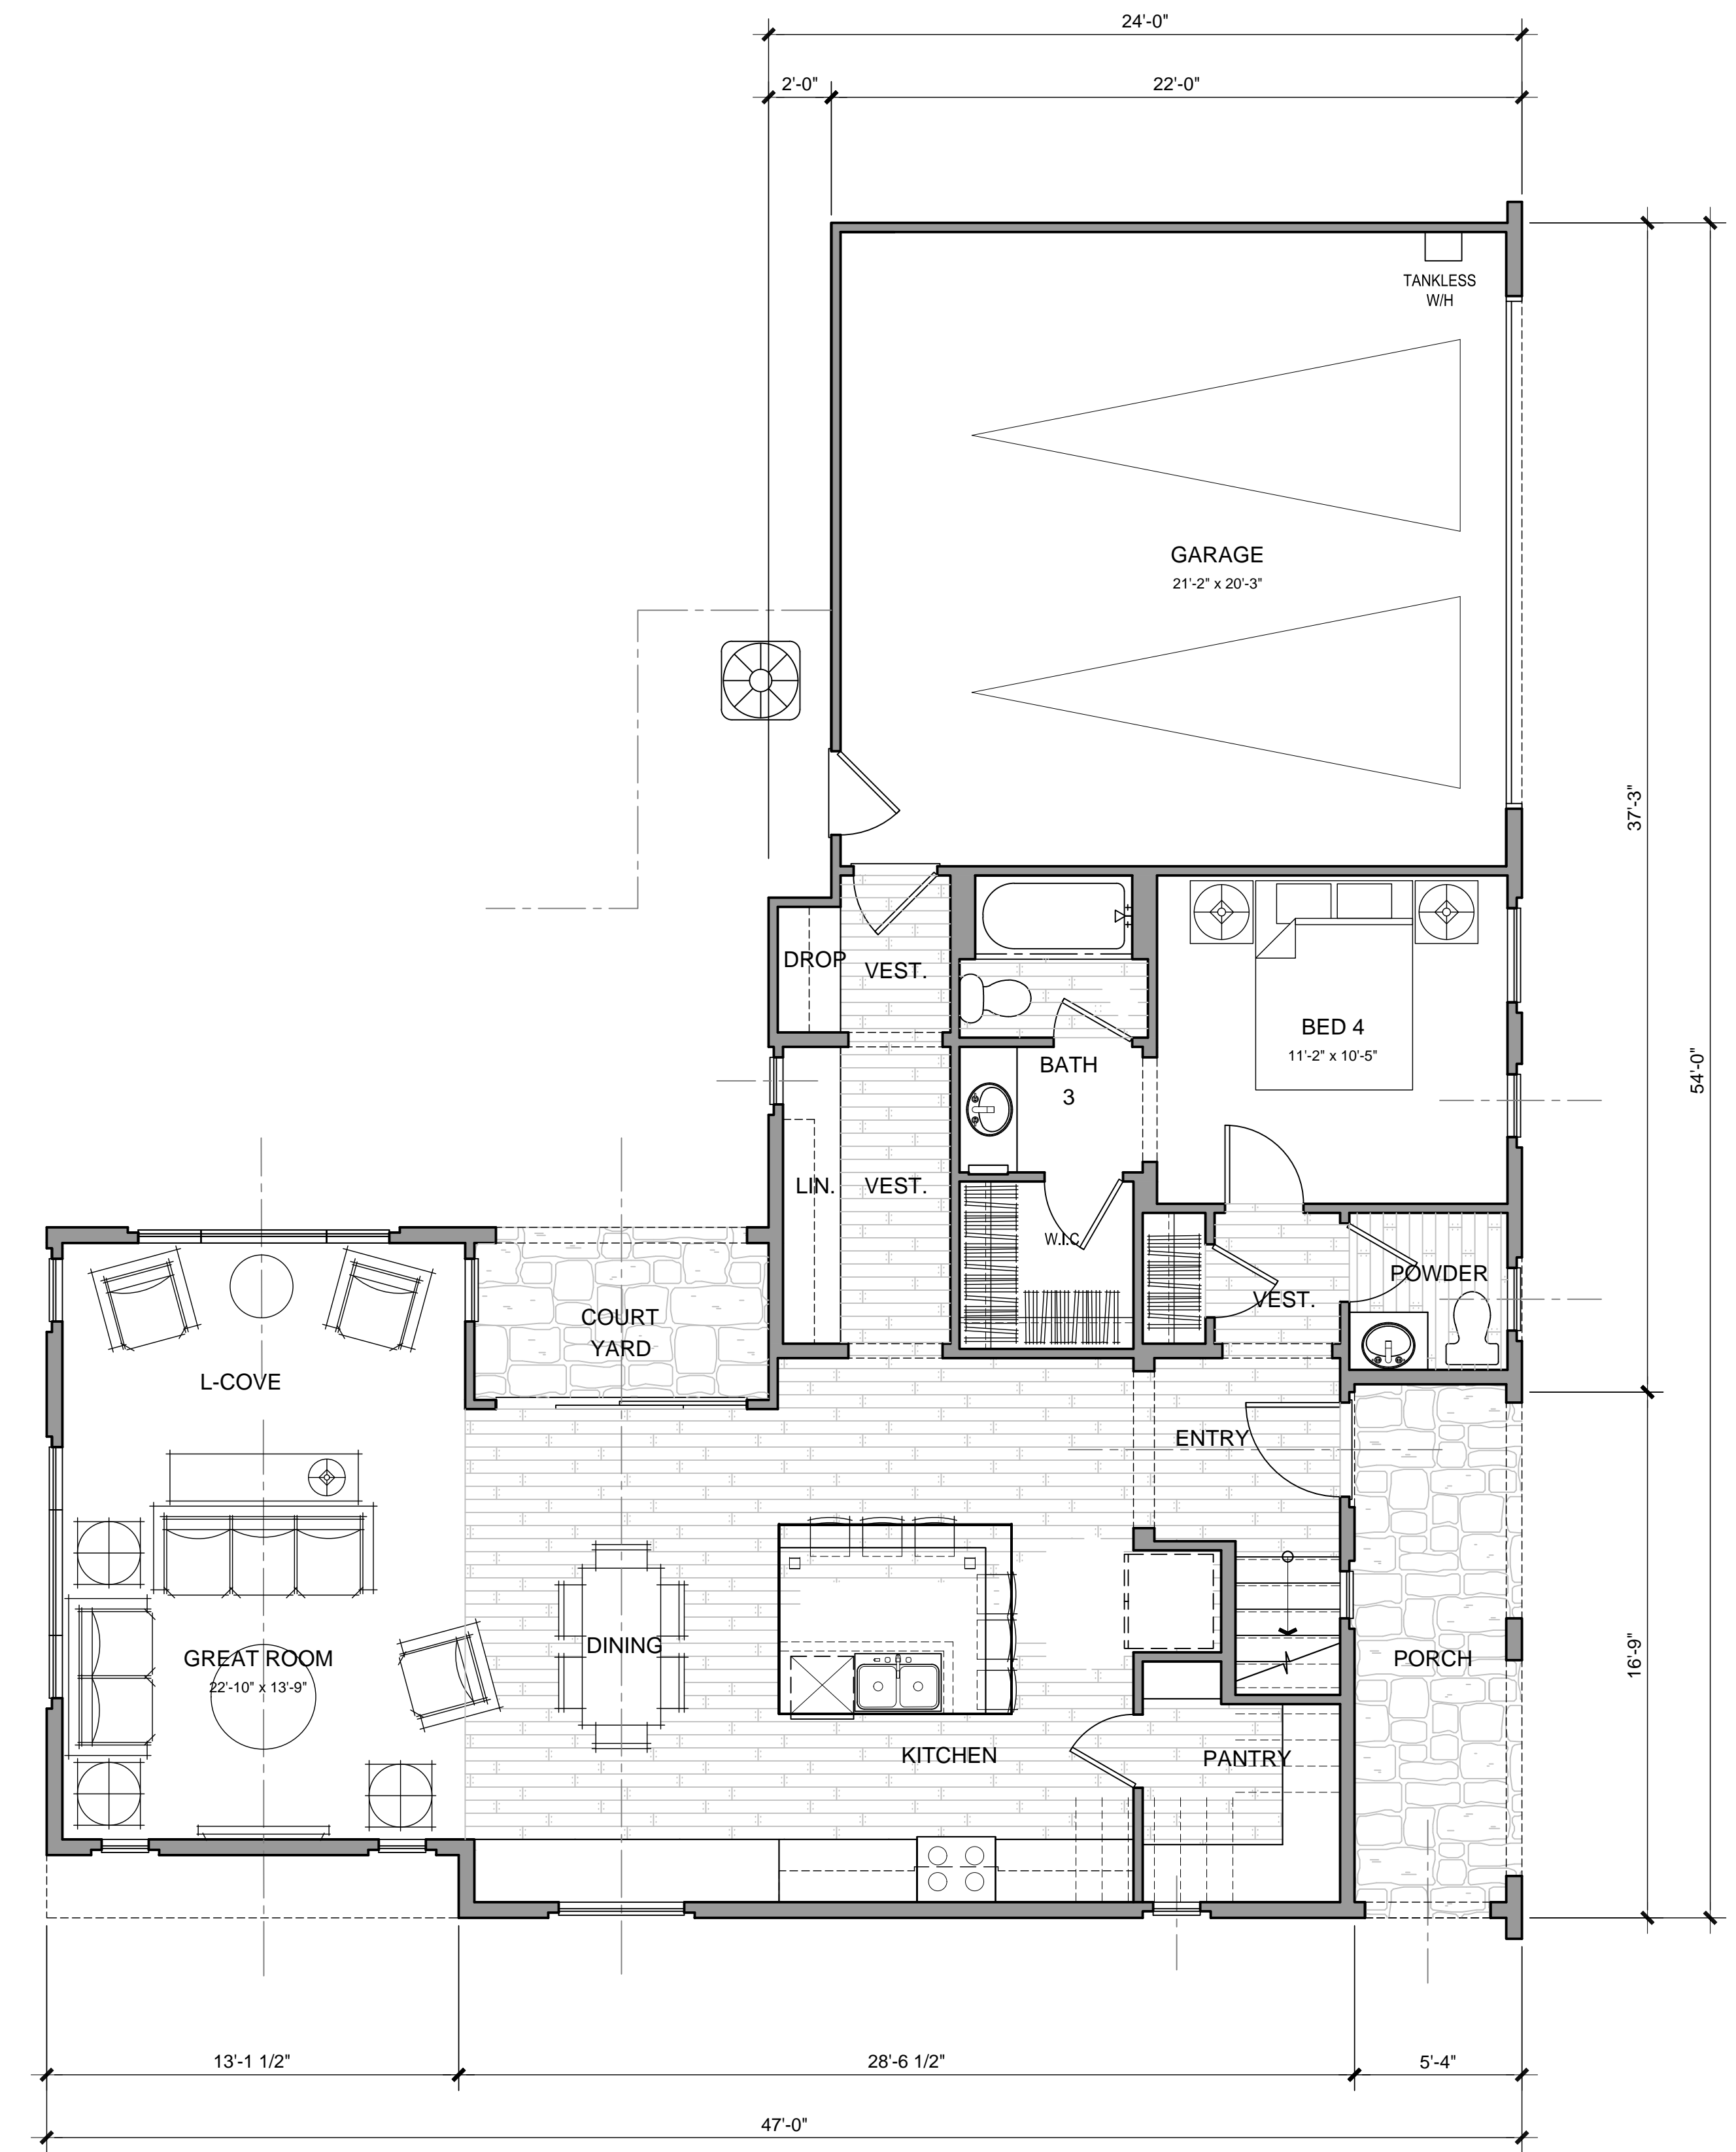 24'-0"
2'-0"
22'-0"
TANKLESS
W/H
GARAGE
21'-2" x 20'-3"
37'-3"
54'-0"
DROP
VEST.
BED 4
11'-2" x 10'-5"
BATH
3
LIN.
VEST.
W.I.C.
POWDER
VEST.
COURT
YARD
L-COVE
ENTRY
DINING
GREAT ROOM
22'-10" x 13'-9"
PORCH
16'-9"
KITCHEN
PANTRY
13'-1 1/2"
28'-6 1/2"
5'-4"
47'-0"